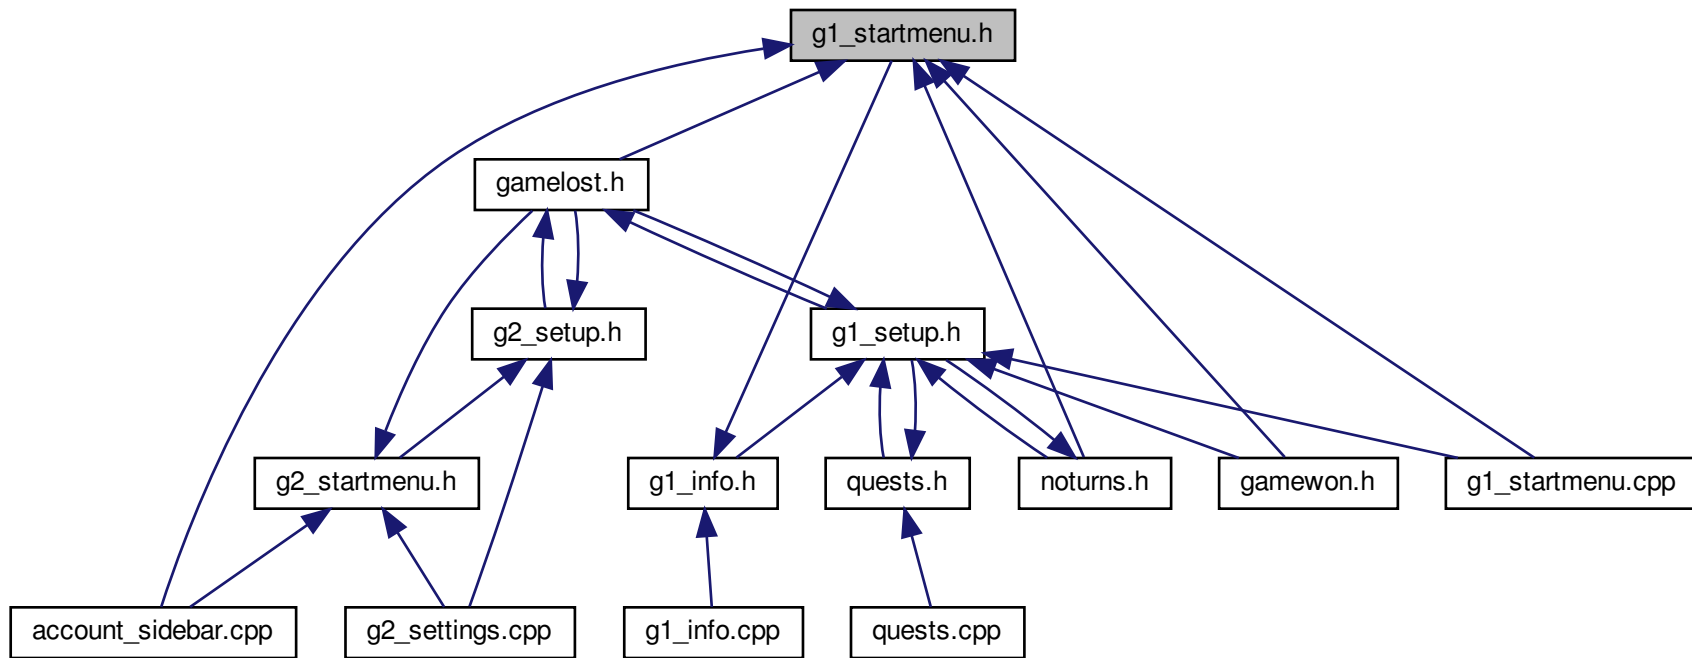 g1_startmenu.h
gamelost.h
g2_setup.h
g1_setup.h
g2_startmenu.h
g1_info.h
quests.h
noturns.h
gamewon.h
g1_startmenu.cpp
account_sidebar.cpp
g2_settings.cpp
g1_info.cpp
quests.cpp